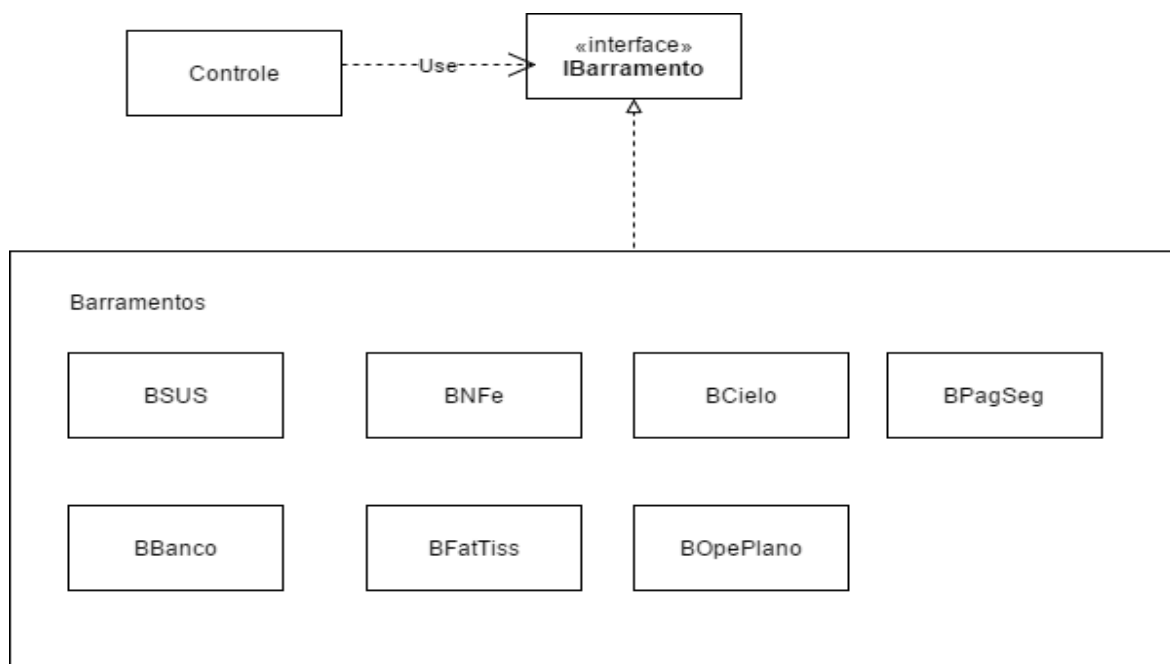 Controle
Use
«interface»
IBarramento
Barramentos
BSUS
BNFe
BCielo
BPagSeg
BBanco
BFatTiss
BOpePlano